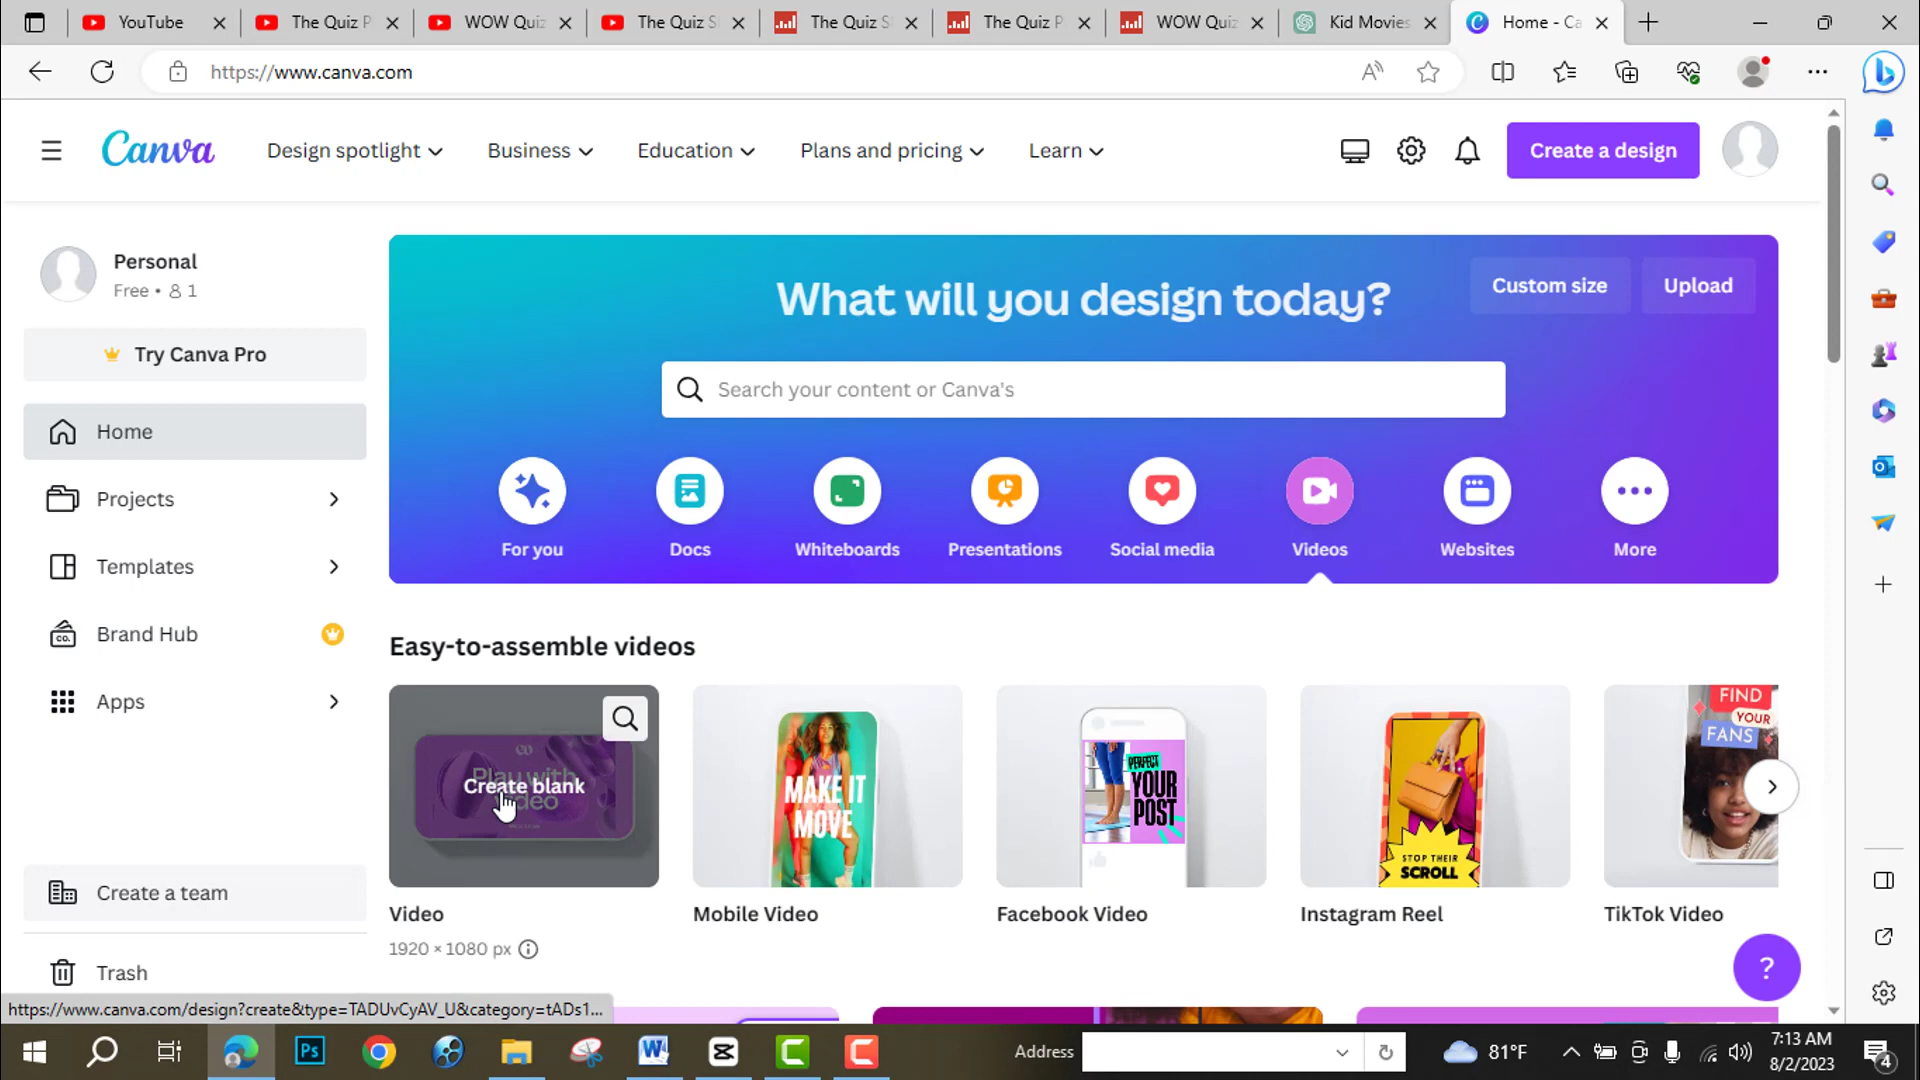 YouTube
The Quiz P
WOW Quiz
The Quiz S
The Quiz S
The Quiz P
WOW Quiz
Kid Movies
Home - Ca
https://www.canva.com
Canva
Design spotlight
Business
Education
Plans and pricing
Learn
Create a design
Personal
Free • 1
Try Canva Pro
Home
Projects
Templates
Brand Hub
Apps
Create a team
Trash
What will you design today?
Custom size
Upload
Search your content or Canva's
For you
Docs
Whiteboards
Presentations
Social media
Videos
Websites
More
Easy-to-assemble videos
Play with
video
Create blank
MAKE IT
MOVE
PERFECT
YOUR
POST
STOP THEIR
SCROLL
FIND
YOUR
FANS
Video
Mobile Video
Facebook Video
Instagram Reel
TikTok Video
1920 × 1080 px
?
https://www.canva.com/design?create&type=TADUvCyAV_U&category=tADs1...
Ps
Address
81°F
7:13 AM
8/2/2023
4